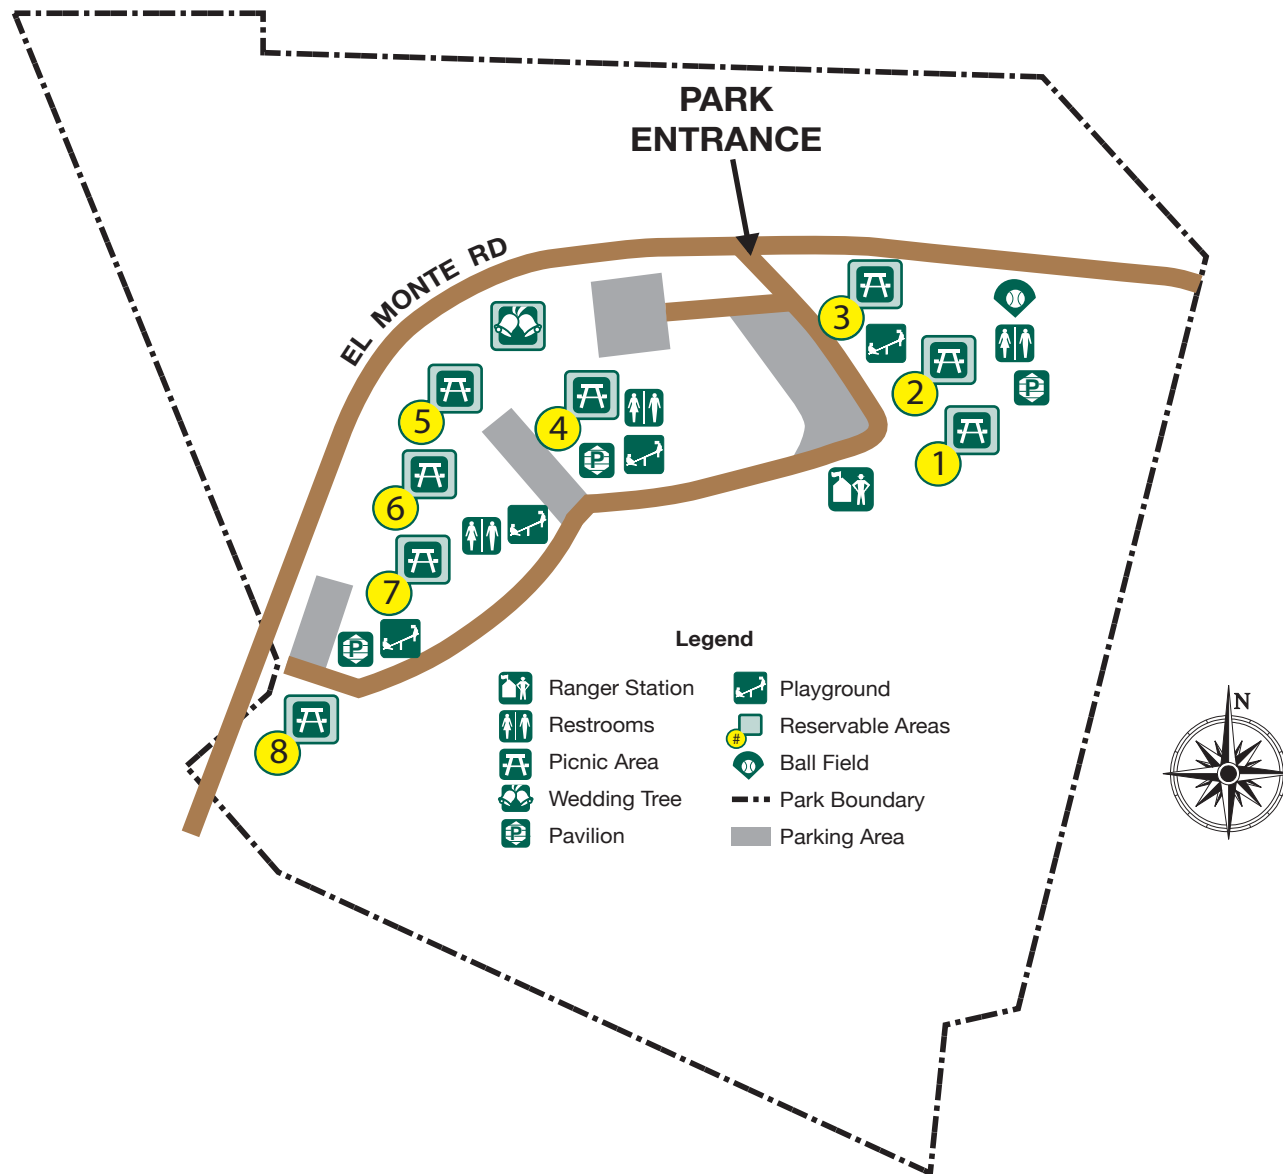 PARK
ENTRANCE
EL MONTE RD
3
2
1
5
4
6
7
8
P
P
P
Legend
Ranger Station
Playground
Restrooms
Reservable Areas
#
Picnic Area
Ball Field
Wedding Tree
Park Boundary
P
Pavilion
Parking Area
N